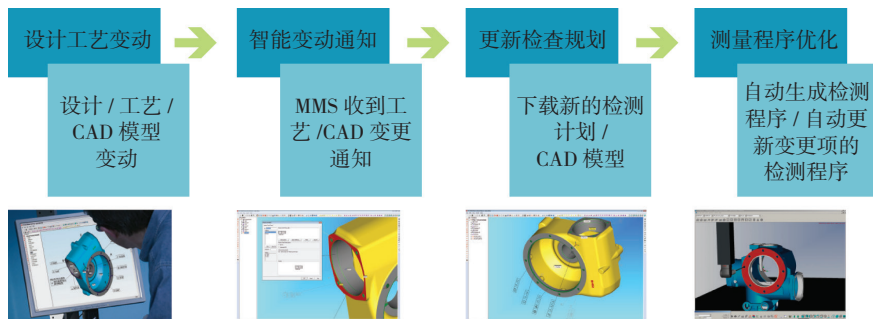 设计工艺变动
智能变动通知
更新检查规划
测量程序优化
设计 / 工艺 /
CAD 模型
变动
MMS 收到工
艺 /CAD 变更
通知
下载新的检测
计划 /
CAD 模型
自动生成检测
程序 / 自动更
新变更项的
检测程序